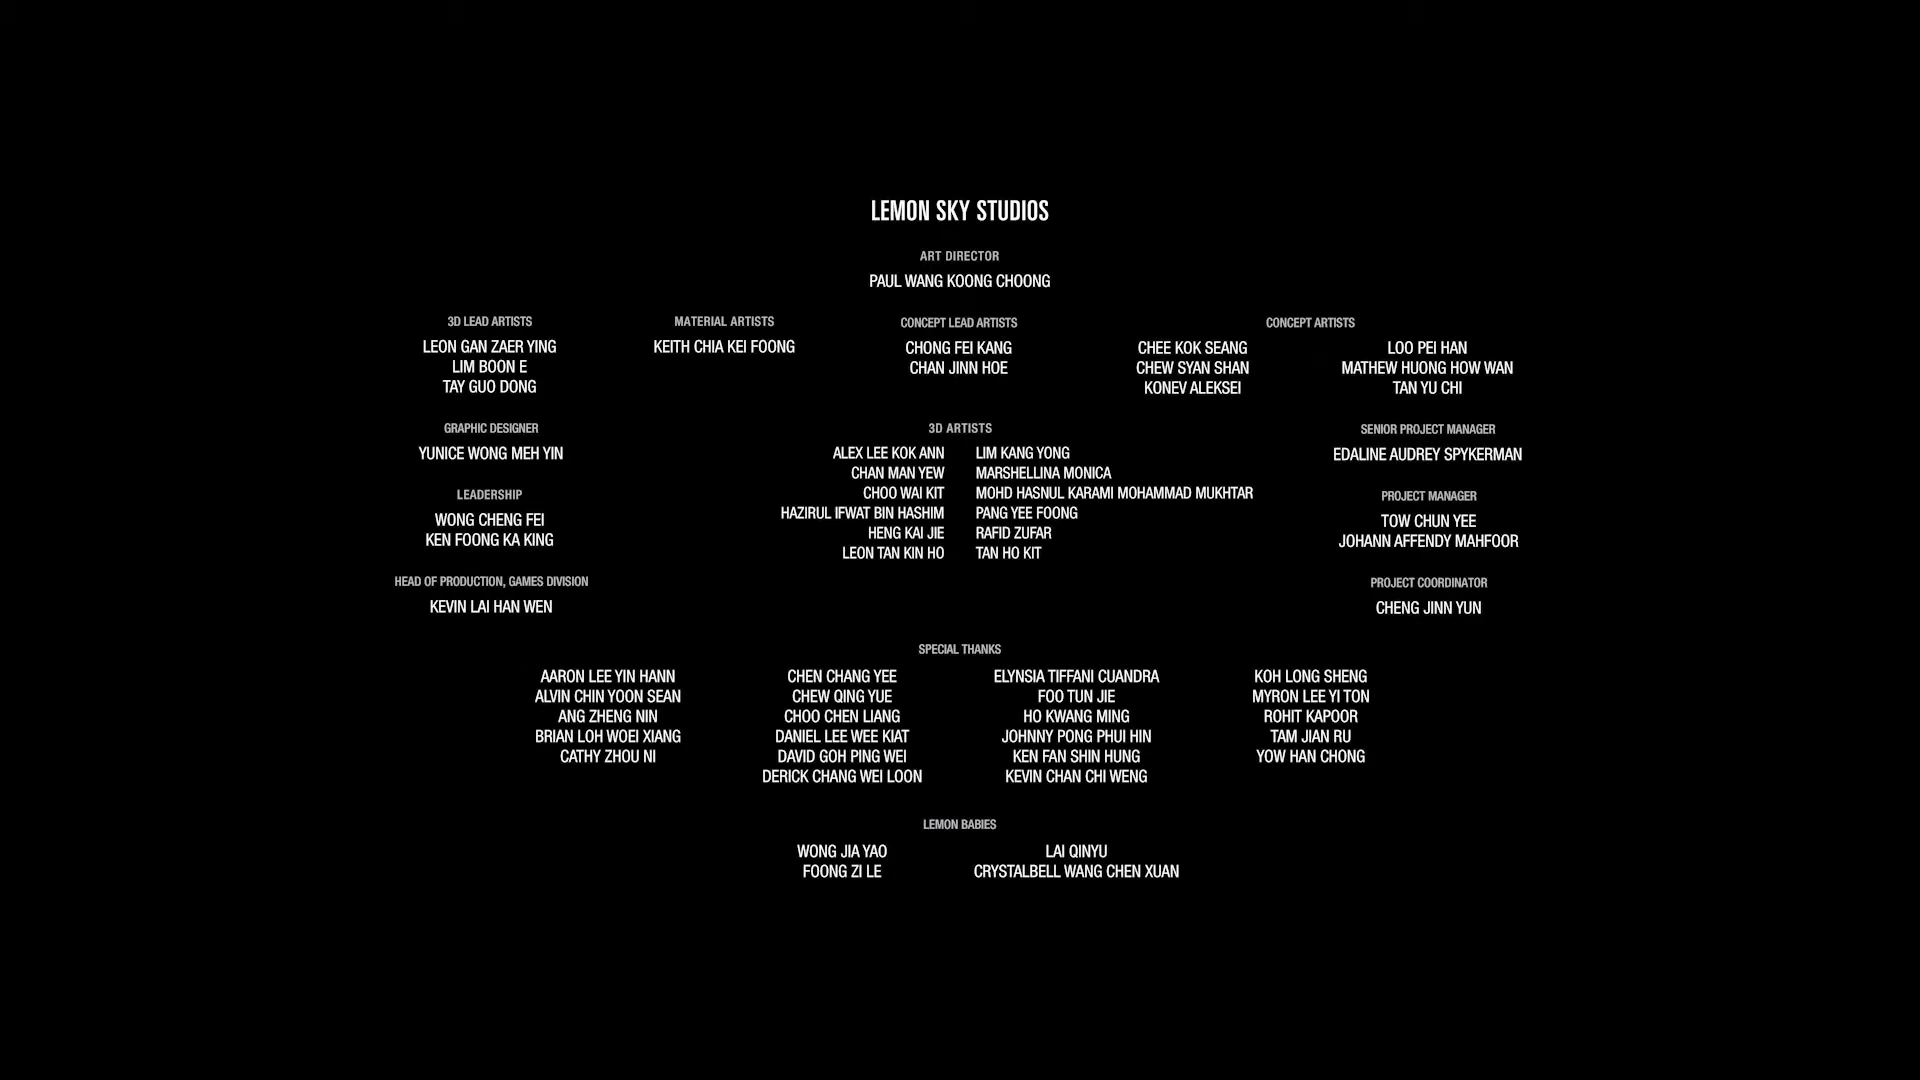 LEMON SKY STUDIOS
ART DIRECTOR
PAUL WANG KOONG CHOONG
3D LEAD ARTISTS
LEON GAN ZAER YING
LIM BOON E
TAY GUO DONG
MATERIAL ARTISTS
KEITH CHIA KEI FOONG
CONCEPT LEAD ARTISTS
CHONG FEI KANG
CHAN JINN HOE
CONCEPT ARTISTS
CHEE KOK SEANG
CHEW SYAN SHAN
KONEV ALEKSEI
LOO PEI HAN
MATHEW HUONG HOW WAN
TAN YU CHI
GRAPHIC DESIGNER
YUNICE WONG MEH YIN
LEADERSHIP
WONG CHENG FEI
KEN FOONG KA KING
HEAD OF PRODUCTION, GAMES DIVISION
KEVIN LAI HAN WEN
3D ARTISTS
ALEX LEE KOK ANN
CHAN MAN YEW
CHOO WAI KIT
HAZIRUL IFWAT BIN HASHIM
HENG KAI JIE
LEON TAN KIN HO
LIM KANG YONG
MARSHELLINA MONICA
MOHD HASNUL KARAMI MOHAMMAD MUKHTAR
PANG YEE FOONG
RAFID ZUFAR
TAN HO KIT
SENIOR PROJECT MANAGER
EDALINE AUDREY SPYKERMAN
PROJECT MANAGER
TOW CHUN YEE
JOHANN AFFENDY MAHFOOR
PROJECT COORDINATOR
CHENG JINN YUN
SPECIAL THANKS
AARON LEE YIN HANN
ALVIN CHIN YOON SEAN
ANG ZHENG NIN
BRIAN LOH WOEI XIANG
CATHY ZHOU NI
CHEN CHANG YEE
CHEW QING YUE
CHOO CHEN LIANG
DANIEL LEE WEE KIAT
DAVID GOH PING WEI
DERICK CHANG WEI LOON
ELYNSIA TIFFANI CUANDRA
FOO TUN JIE
HO KWANG MING
JOHNNY PONG PHUI HIN
KEN FAN SHIN HUNG
KEVIN CHAN CHI WENG
KOH LONG SHENG
MYRON LEE YI TON
ROHIT KAPOOR
TAM JIAN RU
YOW HAN CHONG
LEMON BABIES
WONG JIA YAO
FOONG ZI LE
LAI QINYU
CRYSTALBELL WANG CHEN XUAN